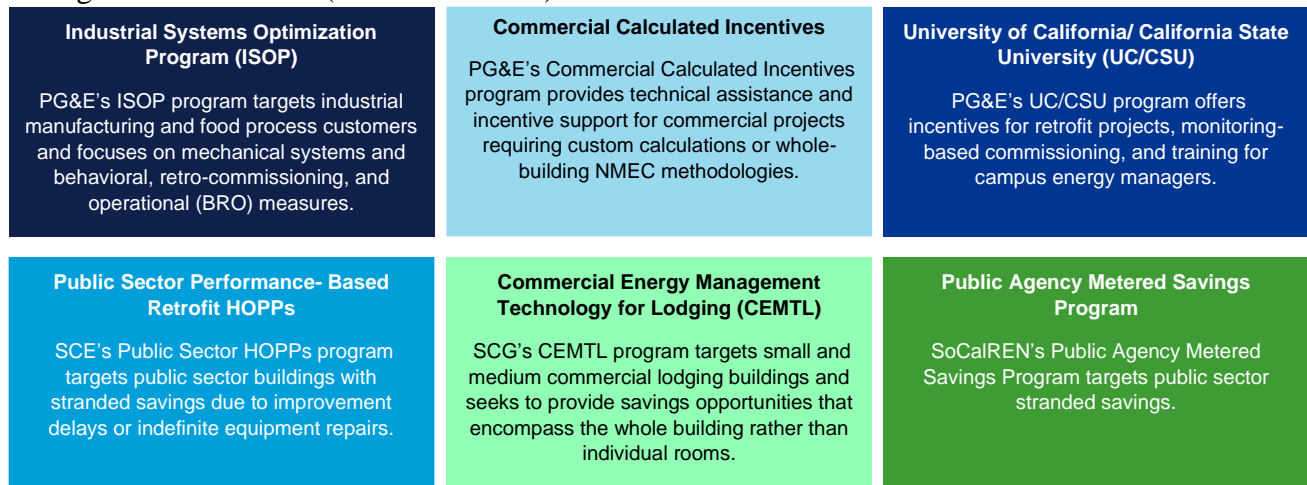 Industrial Systems Optimization
Program (ISOP)
PG&E's ISOP program targets industrial
manufacturing and food process customers
and focuses on mechanical systems and
behavioral, retro-commissioning, and
operational (BRO) measures.
Commercial Calculated Incentives
PG&E's Commercial Calculated Incentives
program provides technical assistance and
incentive support for commercial projects
requiring custom calculations or whole-
building NMEC methodologies.
University of California/ California State
University (UC/CSU)
PG&E's UC/CSU program offers
incentives for retrofit projects, monitoring-
based commissioning, and training for
campus energy managers.
Public Sector Performance- Based
Retrofit HOPPs
SCE's Public Sector HOPPs program
targets public sector buildings with
stranded savings due to improvement
delays or indefinite equipment repairs.
Commercial Energy Management
Technology for Lodging (CEMTL)
SCG's CEMTL program targets small and
medium commercial lodging buildings and
seeks to provide savings opportunities that
encompass the whole building rather than
individual rooms.
Public Agency Metered Savings
Program
SoCalREN's Public Agency Metered
Savings Program targets public sector
stranded savings.